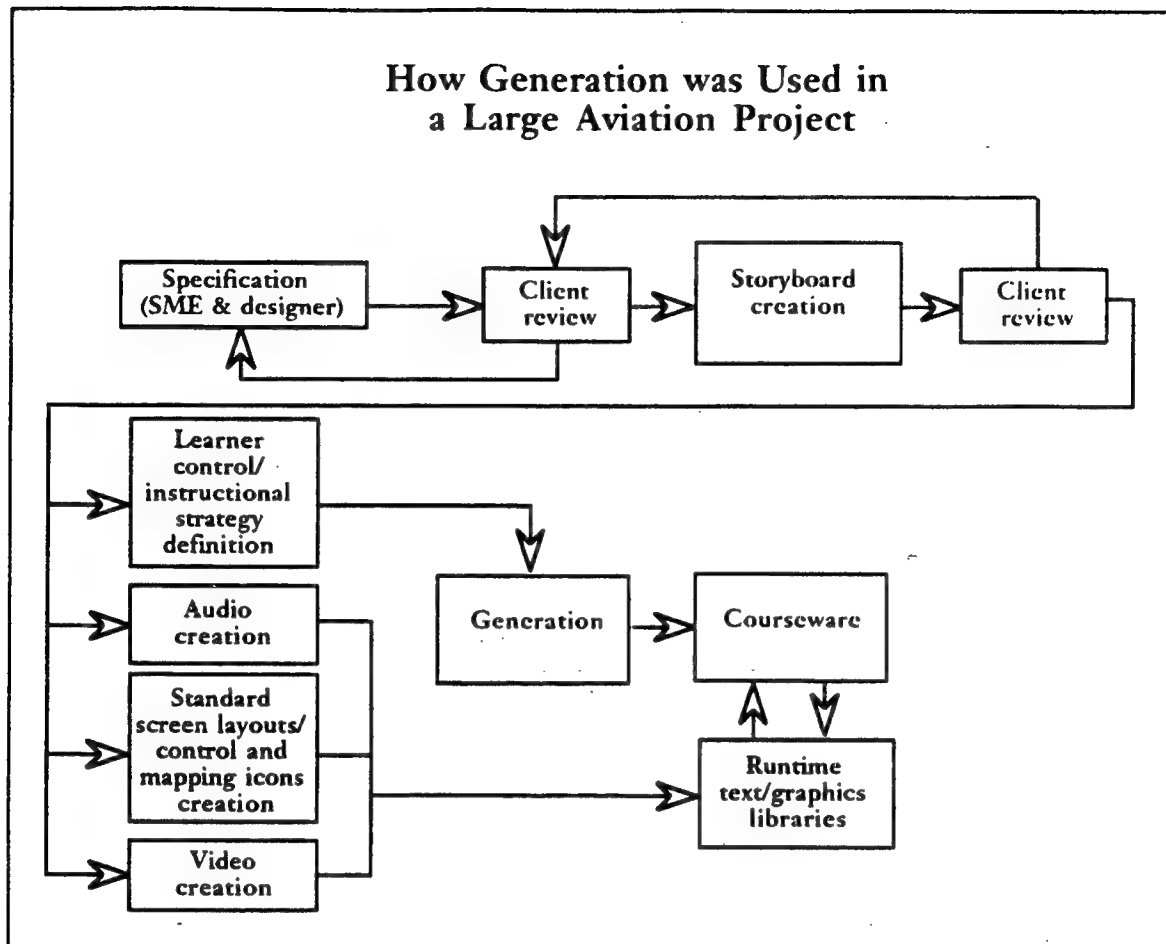 How Generation was Used in
a Large Aviation Project
Specification
(SME & designer)
Client
review
Storyboard
creation
Client
review
Learner
control/
instructional
strategy
definition
Generation
Courseware
Audio
creation
Standard
screen layouts/
control and
mapping icons
creation
Runtime
text/graphics
libraries
Video
creation